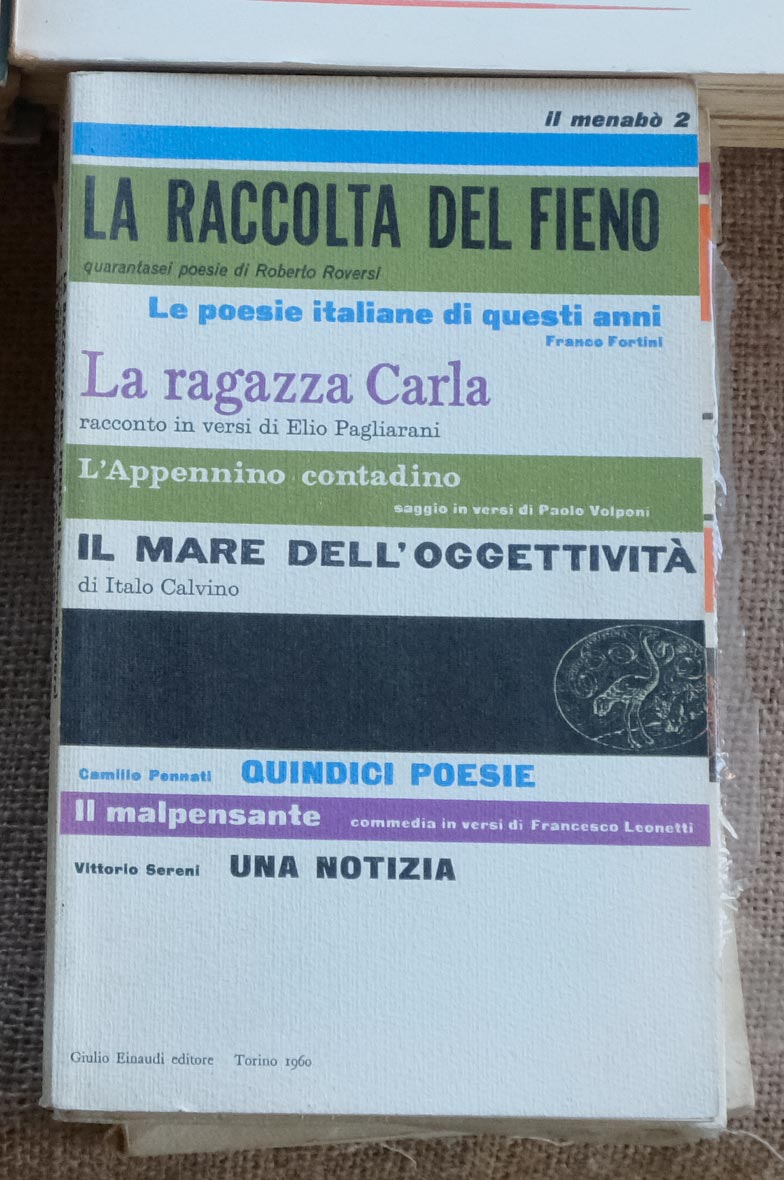 il menabò 2
LA RACCOLTA DEL FIENO
quarantasei poesie di Roberto Roversi
Le poesie italiane di questi anni
Franco Fortini
La ragazza Carla
racconto in versi di Elio Pagliarani
L'Appennino contadino
saggio in versi di Paolo Volponi
IL MARE DELL'OGGETTIVITÀ
di Italo Calvino
Camillo Pennati QUINDICI POESIE
Il malpensante commedia in versi di Francesco Leonetti
Vittorio Sereni UNA NOTIZIA
Giulio Einaudi editore Torino 1960